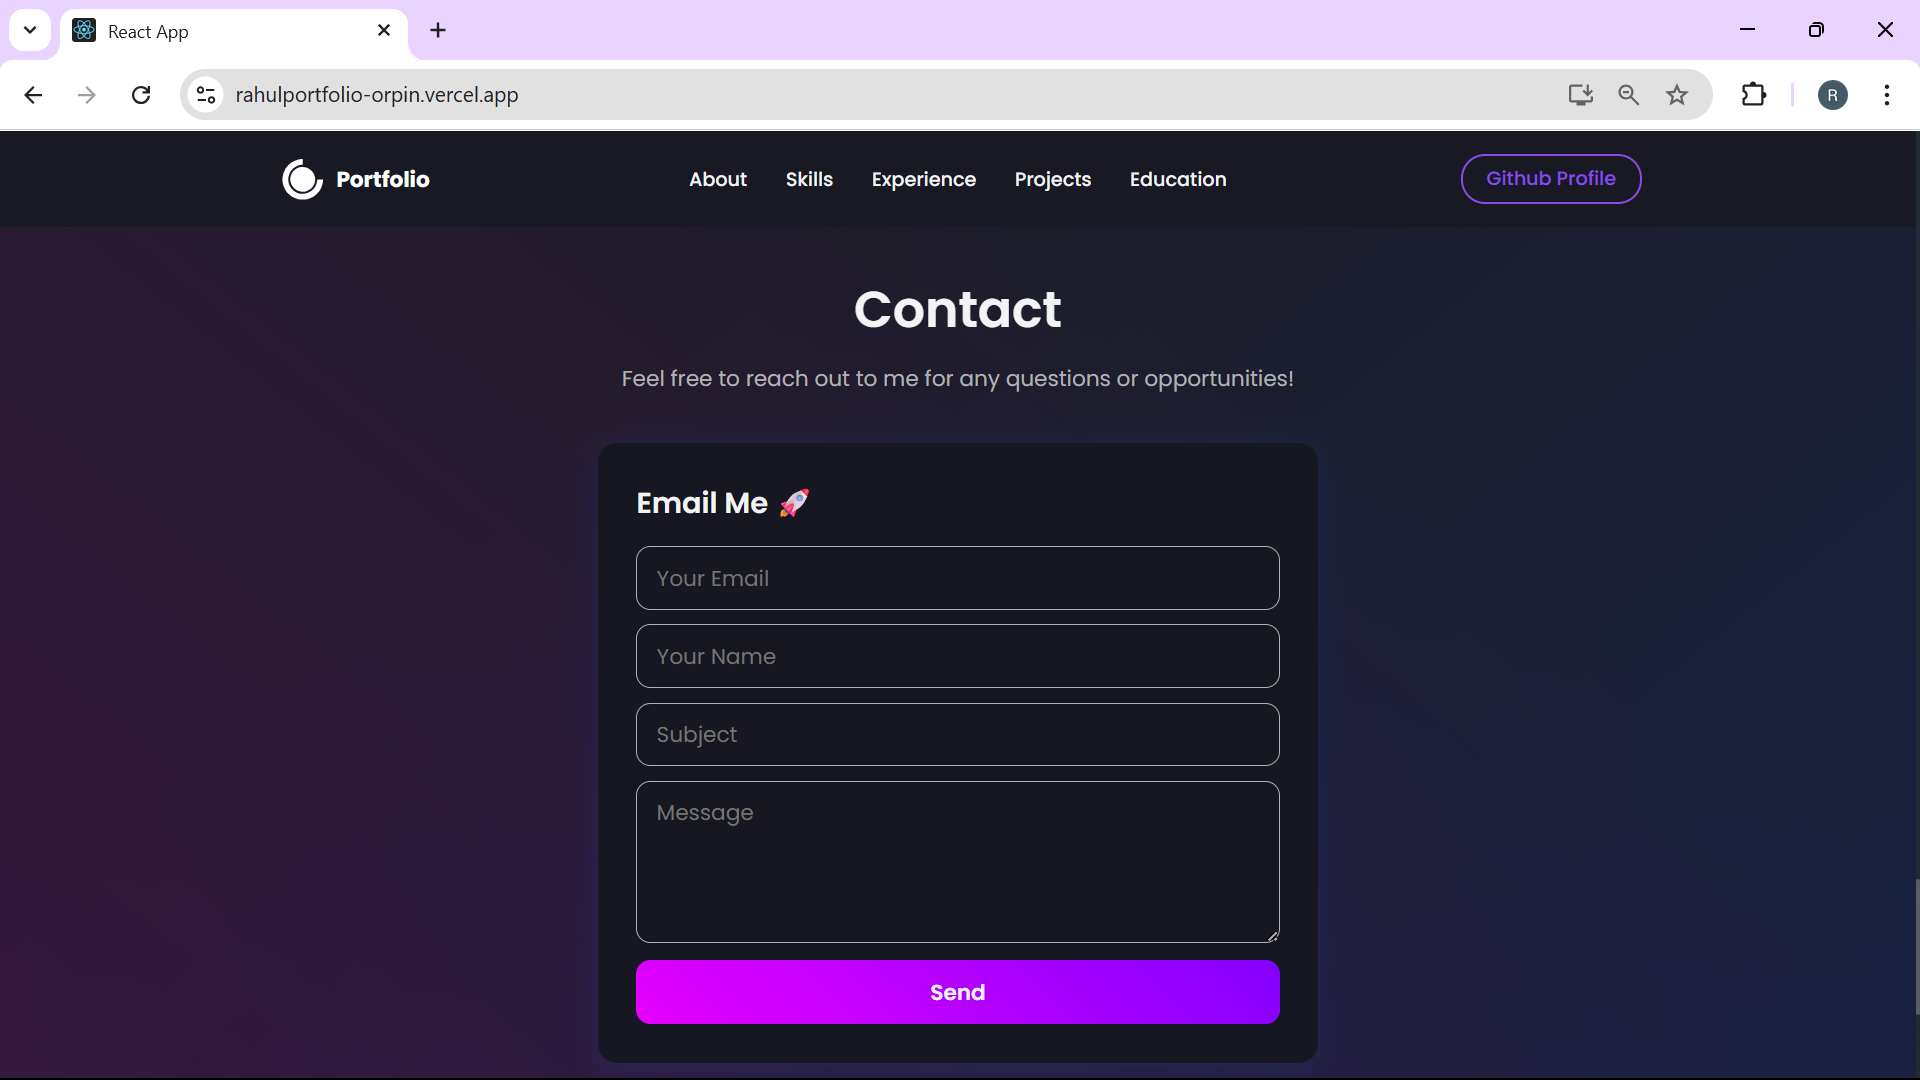 React App
rahulportfolio-orpin.vercel.app
R
Portfolio
About Skills Experience Projects Education
Github Profile
Contact
Feel free to reach out to me for any questions or opportunities!
Email Me 🚀
Your Email
Your Name
Subject
Message
Send